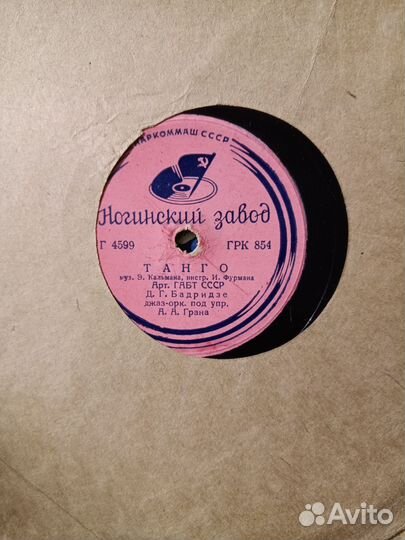 НАРКОММАШ СССР
Ногинский завод
Г 4599 ГРК 854
ТАНГО
муз. Э. Кальмана, инстр. И. Фурмана
Арт. ГАБТ СССР
Д. Г. Бадридзе
джаз-орк. под упр.
А. А. Грана
Avito